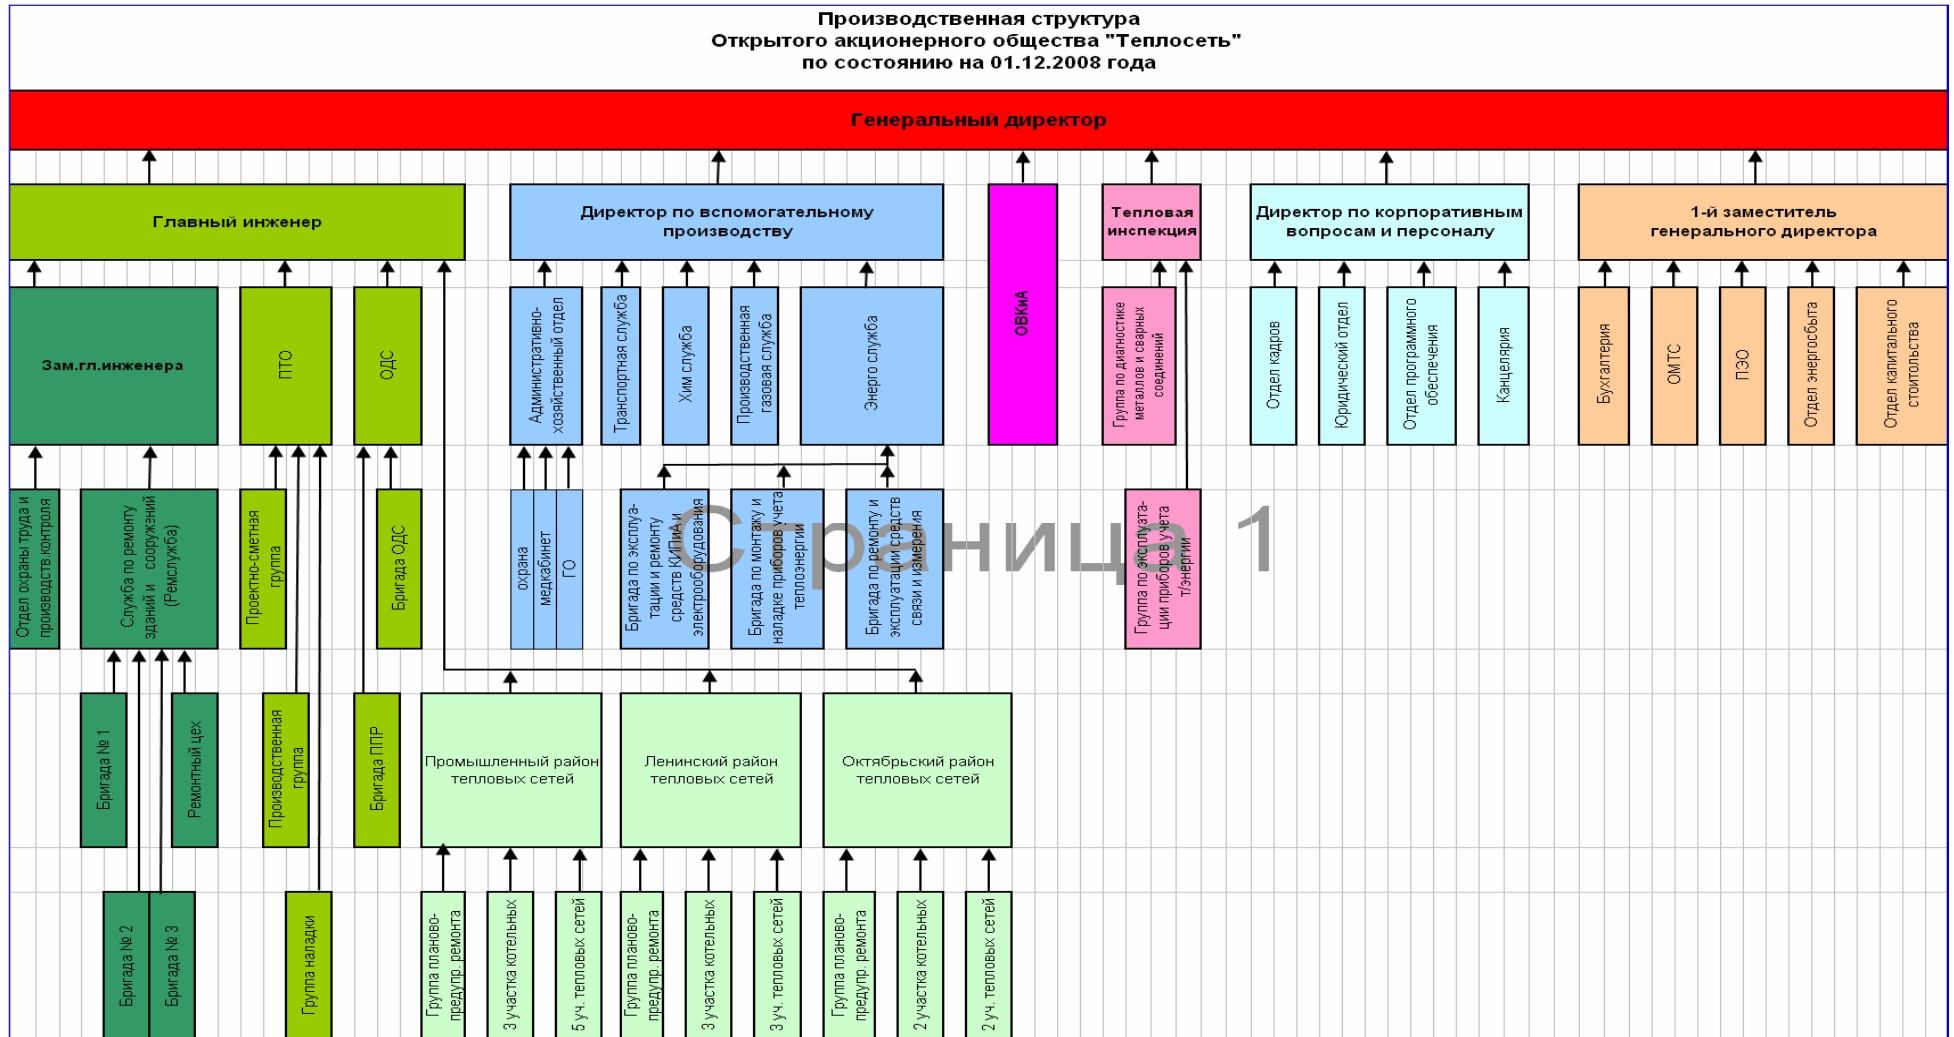 Производственная структура
Открытого акционерного общества "Теплосеть"
по состоянию на 01.12.2008 года
Генеральный директор
Главный инженер
Директор по вспомогательному
производству
ОВКиА
Тепловая
инспекция
Директор по корпоративным
вопросам и персоналу
1-й заместитель
генерального директора
Зам.гл.инженера
ПТО
ОДС
Административно-
хозяйственный отдел
Транспортная служба
Хим служба
Производственная
газовая служба
Энерго служба
Группа по диагностике
металлов и сварных
соединений
Отдел кадров
Юридический отдел
Отдел программного
обеспечения
Канцелярия
Бухгалтерия
ОМТС
ПЭО
Отдел энергосбыта
Отдел капитального
стоительства
Отдел охраны труда и
производств.контроля
Служба по ремонту
зданий и сооружений
(Ремслужба)
Проектно-сметная
группа
Бригада ОДС
охрана
медкабинет
ГО
Бригада по эксплуа-
тации и ремонту
средств КИПиА и
электрооборудования
Бригада по монтажу и
наладке приборов учета
теплоэнергии
Бригада по ремонту и
эксплуатации средств
связи и измерения
Группа по эксплуата-
ции приборов учета
т/энергии
Страница 1
Бригада № 1
Ремонтный цех
Производственная
группа
Бригада ППР
Промышленный район
тепловых сетей
Ленинский район
тепловых сетей
Октябрьский район
тепловых сетей
Бригада № 2
Бригада № 3
Группа наладки
Группа планово-
предупр. ремонта
3 участка котельных
5 уч. тепловых сетей
Группа планово-
предупр. ремонта
3 участка котельных
3 уч. тепловых сетей
Группа планово-
предупр. ремонта
2 участка котельных
2 уч. тепловых сетей